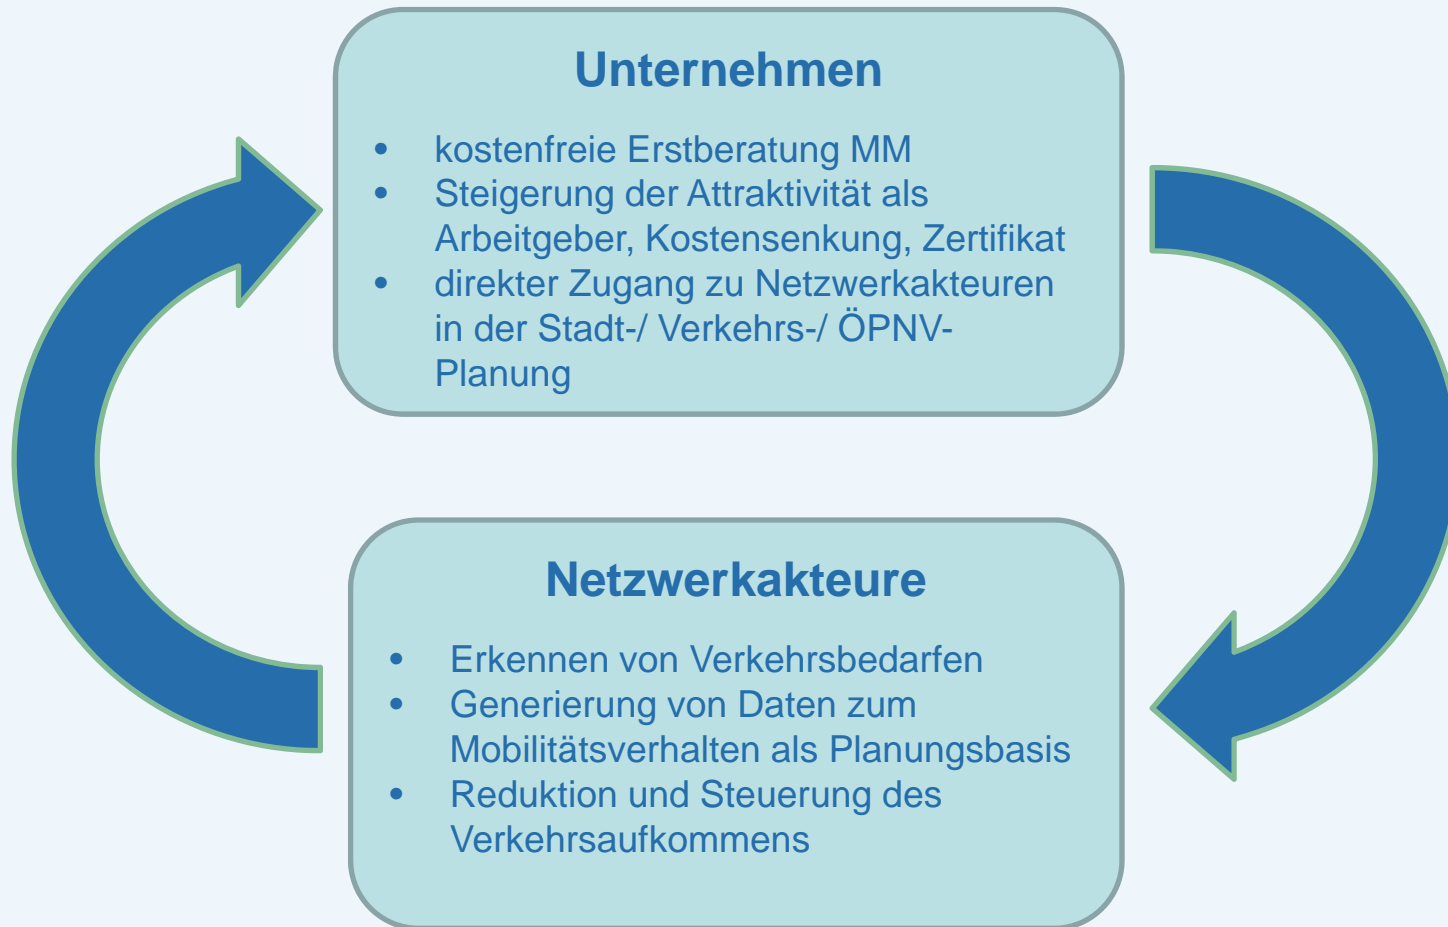 Unternehmen
• kostenfreie Erstberatung MM
• Steigerung der Attraktivität als
Arbeitgeber, Kostensenkung, Zertifikat
• direkter Zugang zu Netzwerkakteuren
in der Stadt-/ Verkehrs-/ ÖPNV-
Planung
Netzwerkakteure
• Erkennen von Verkehrsbedarfen
• Generierung von Daten zum
Mobilitätsverhalten als Planungsbasis
• Reduktion und Steuerung des
Verkehrsaufkommens